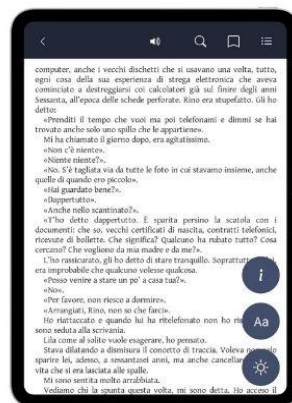 computer, anche i vecchi dischetti che si usavano una volta, tutto,
ogni cosa della sua esperienza di strega elettronica che aveva
cominciato a destreggiarsi coi calcolatori già sul finire degli anni
Sessanta, all'epoca delle schede perforate. Rino era stupefatto. Gli ho
detto:
«Prenditi il tempo che vuoi ma poi telefonami e dimmi se hai
trovato anche solo uno spillo che le appartiene».
Mi ha chiamato il giorno dopo, era agitatissimo.
«Non c'è niente».
«Niente niente?».
«No. S'è tagliata via da tutte le foto in cui stavamo insieme, anche
quelle di quando ero piccolo».
«Hai guardato bene?».
«Dappertutto».
«Anche nello scantinato?».
«T'ho detto dappertutto. È sparita persino la scatola con i
documenti: che so, vecchi certificati di nascita, contratti telefonici,
ricevute di bollette. Che significa? Qualcuno ha rubato tutto? Cosa
cercano? Che vogliono da mia madre e da me?».
L'ho rassicurato, gli ho detto di stare tranquillo. Soprattutto
era improbabile che qualcuno volesse qualcosa.
«Posso venire a stare un po' a casa tua?».
«No».
«Per favore, non riesco a dormire».
«Arrangiati, Rino, non so che farci».
Ho riattaccato e quando lui ha ritelefonato non ho
sono seduta alla scrivania.
Lila come al solito vuole esagerare, ho pensato.
Stava dilatando a dismisura il concetto di traccia. Voleva
sparire lei, adesso, a sessantasei anni, ma anche
vita che si era lasciata alle spalle.
Mi sono sentita molto arrabbiata.
Vediamo chi la spunta questa volta, mi sono detta. Ho acceso il
i
Aa